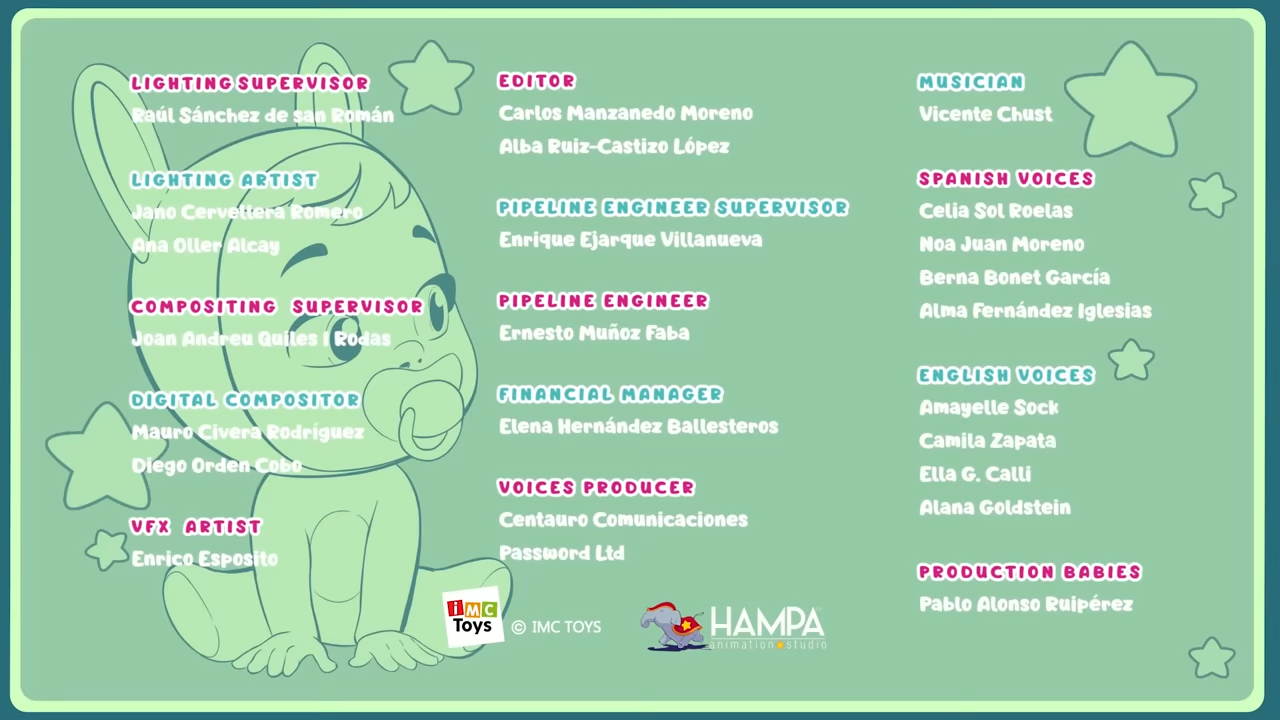 LIGHTING SUPERVISOR
Raúl Sánchez de san Román
LIGHTING ARTIST
Jano Cervellera Romero
Ana Oller Alcay
COMPOSITING SUPERVISOR
Joan Andreu Quiles I Rodas
DIGITAL COMPOSITOR
Mauro Civera Rodríguez
Diego Orden Cobo
VFX ARTIST
Enrico Esposito
EDITOR
Carlos Manzanedo Moreno
Alba Ruiz-Castizo López
PIPELINE ENGINEER SUPERVISOR
Enrique Ejarque Villanueva
PIPELINE ENGINEER
Ernesto Muñoz Faba
FINANCIAL MANAGER
Elena Hernández Ballesteros
VOICES PRODUCER
Centauro Comunicaciones
Password Ltd
MUSICIAN
Vicente Chust
SPANISH VOICES
Celia Sol Roelas
Noa Juan Moreno
Berna Bonet García
Alma Fernández Iglesias
ENGLISH VOICES
Amayelle Sock
Camila Zapata
Ella G. Calli
Alana Goldstein
PRODUCTION BABIES
Pablo Alonso Ruipérez
iMC
Toys
© IMC TOYS
HAMPA
animation studio